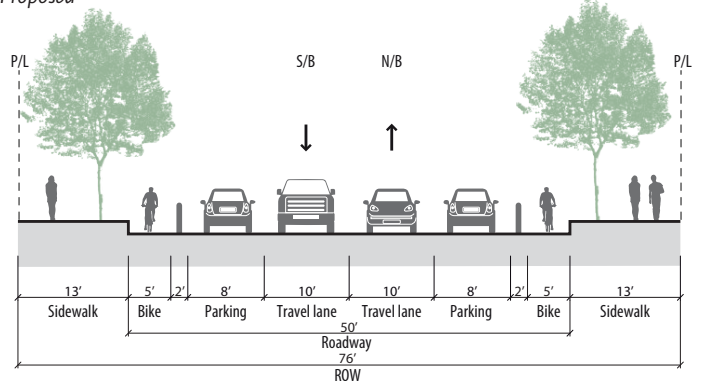 Proposed
P/L S/B N/B P/L
13' 5' 2' 8' 10' 10' 8' 2' 5' 13'
Sidewalk Bike Parking Travel lane Travel lane Parking Bike Sidewalk
50'
Roadway
76'
ROW